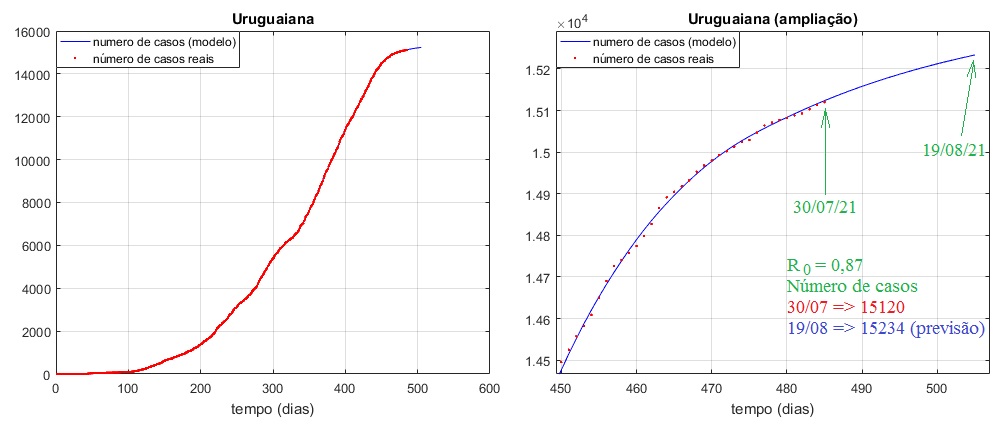 Uruguaiana
numero de casos (modelo)
número de casos reais
16000
14000
12000
10000
8000
6000
4000
2000
0
0 100 200 300 400 500 600
tempo (dias)
Uruguaiana (ampliação)
×10⁴
numero de casos (modelo)
número de casos reais
1.52
1.51
1.5
1.49
1.48
1.47
1.46
1.45
19/08/21
30/07/21
R₀ = 0,87
Número de casos
30/07 => 15120
19/08 => 15234 (previsão)
450 460 470 480 490 500
tempo (dias)